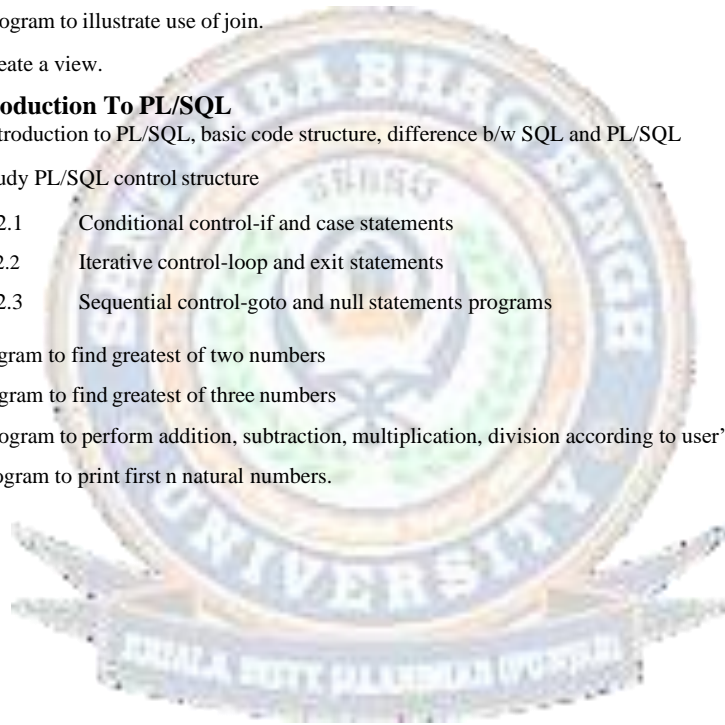 ogram to illustrate use of join.
eate a view.
oduction To PL/SQL
troduction to PL/SQL, basic code structure, difference b/w SQL and PL/SQL
udy PL/SQL control structure
2.1 Conditional control-if and case statements
2.2 Iterative control-loop and exit statements
2.3 Sequential control-goto and null statements programs
gram to find greatest of two numbers
gram to find greatest of three numbers
ogram to perform addition, subtraction, multiplication, division according to user’
ogram to print first n natural numbers.
BABA BHAG SINGH
UNIVERSITY